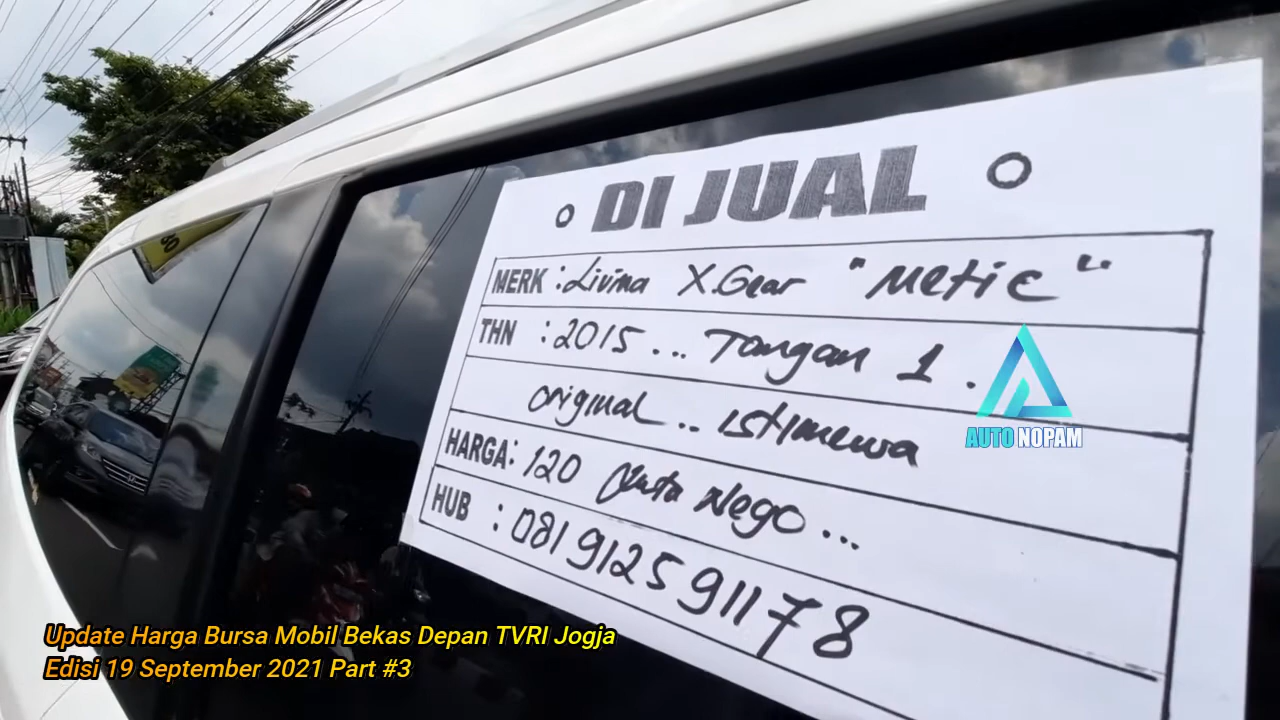 DI JUAL
MERK : Livina X.Gear "Metic"
THN : 2015 ... Tangan 1.
original .. istimewa
HARGA: 120 Juta Nego ...
HUB : 081912591178
AUTO NOPAM
Update Harga Bursa Mobil Bekas Depan TVRI Jogja
Edisi 19 September 2021 Part #3